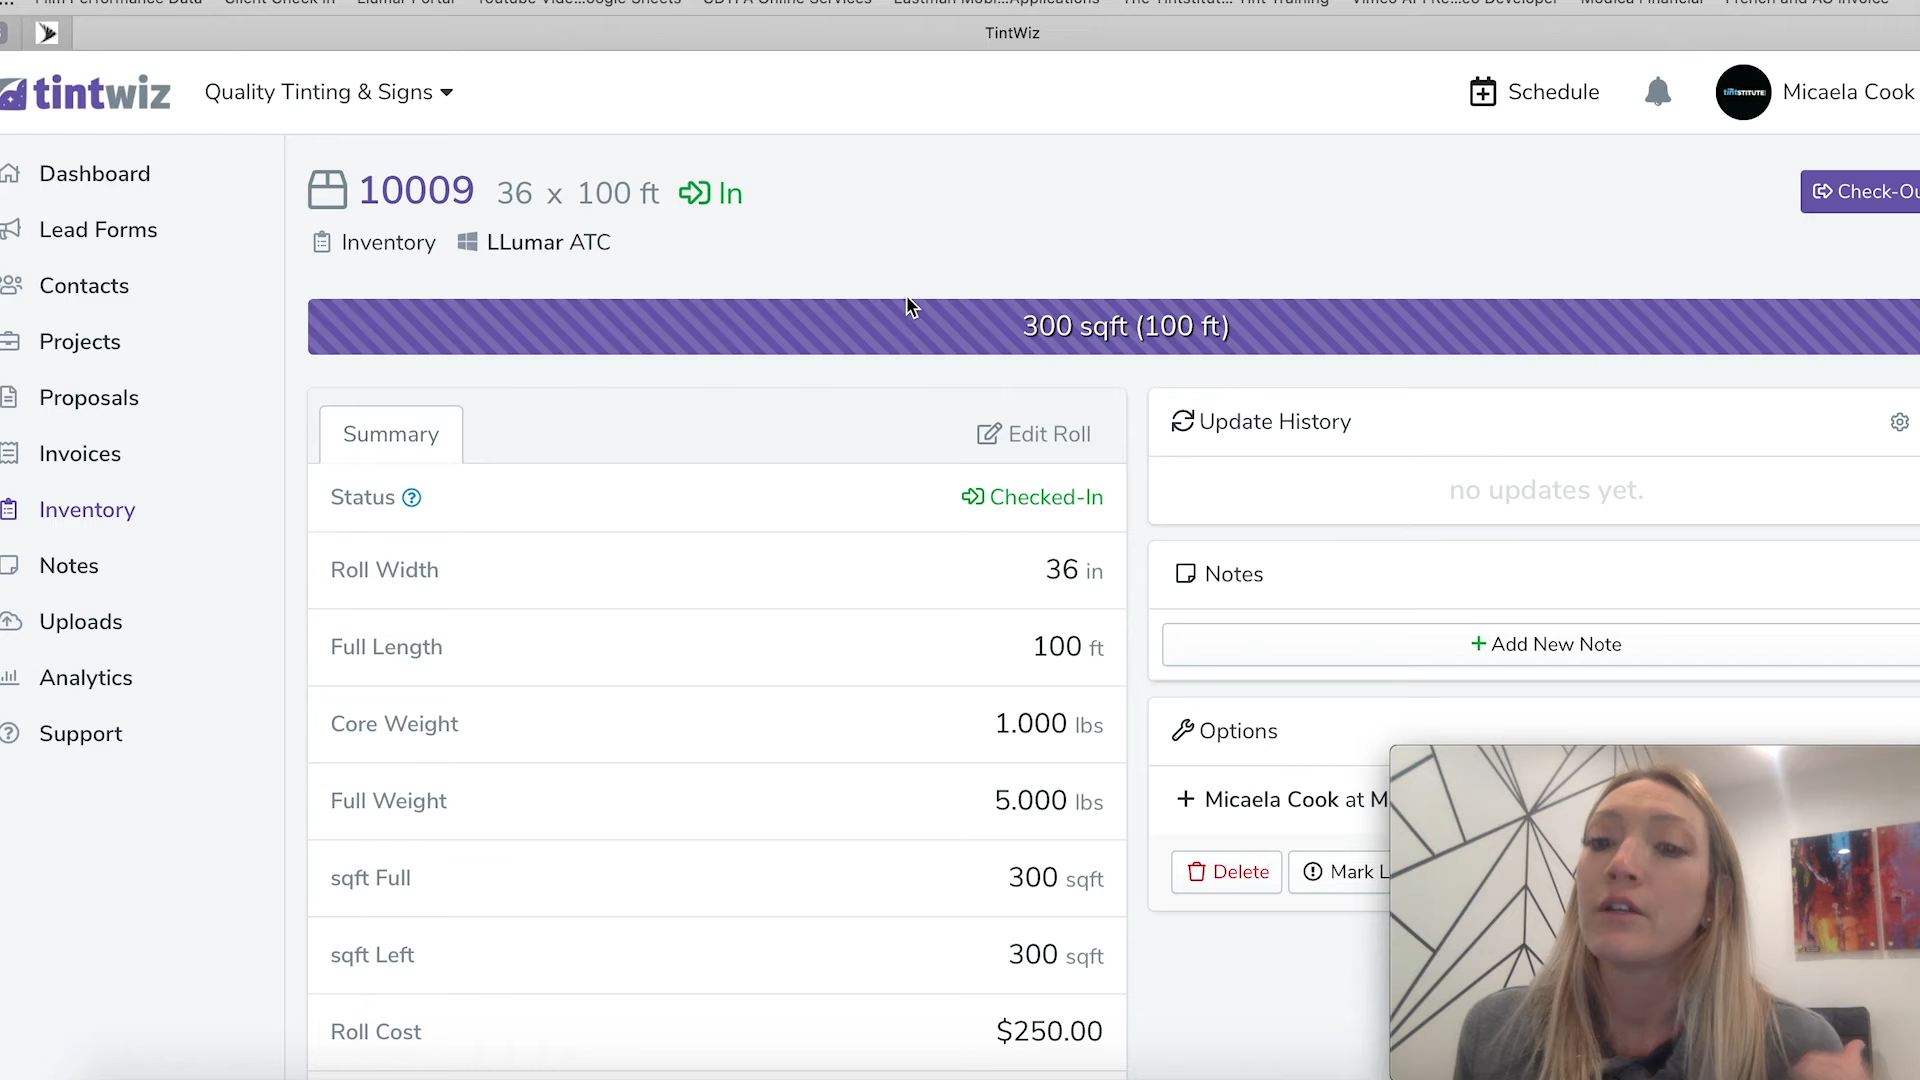 TintWiz
tintwiz
Quality Tinting & Signs
Schedule
tintSTITUTE
Micaela Cook
Dashboard
Lead Forms
Contacts
Projects
Proposals
Invoices
Inventory
Notes
Uploads
Analytics
Support
10009 36 x 100 ft In
Check-Ou
Inventory LLumar ATC
300 sqft (100 ft)
Summary
Edit Roll
Status ? Checked-In
Roll Width 36 in
Full Length 100 ft
Core Weight 1.000 lbs
Full Weight 5.000 lbs
sqft Full 300 sqft
sqft Left 300 sqft
Roll Cost $250.00
Update History
no updates yet.
Notes
+ Add New Note
Options
+ Micaela Cook at M
Delete
Mark L